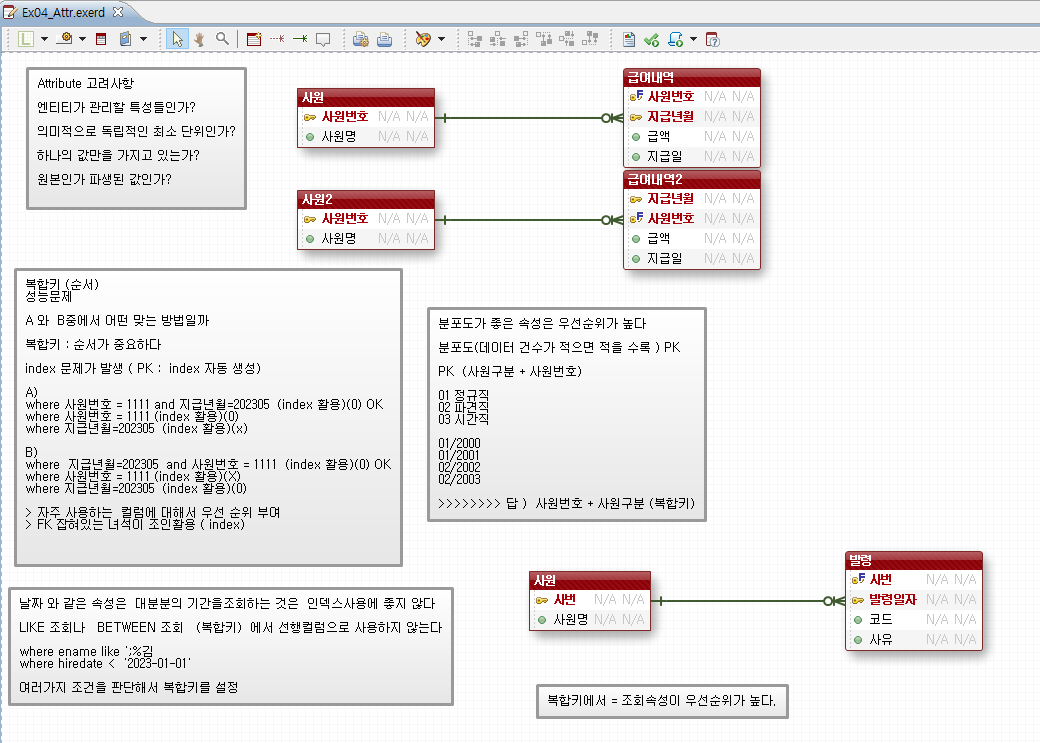 Ex04_Attr.exerd
Attribute 고려사항
엔티티가 관리할 특성들인가?
의미적으로 독립적인 최소 단위인가?
하나의 값만을 가지고 있는가?
원본인가 파생된 값인가?
사원
사원번호 N/A N/A
사원명 N/A N/A
급여내역
사원번호 N/A N/A
지급년월 N/A N/A
급액 N/A N/A
지급일 N/A N/A
사원2
사원번호 N/A N/A
사원명 N/A N/A
급여내역2
지급년월 N/A N/A
사원번호 N/A N/A
급액 N/A N/A
지급일 N/A N/A
복합키 (순서)
성능문제
A 와 B중에서 어떤 맞는 방법일까
복합키 : 순서가 중요하다
index 문제가 발생 ( PK : index 자동 생성)
A)
where 사원번호 = 1111 and 지급년월=202305 (index 활용)(0) OK
where 사원번호 = 1111 (index 활용)(0)
where 지급년월=202305 (index 활용)(x)
B)
where 지급년월=202305 and 사원번호 = 1111 (index 활용)(0) OK
where 사원번호 = 1111 (index 활용)(X)
where 지급년월=202305 (index 활용)(0)
> 자주 사용하는 컬럼에 대해서 우선 순위 부여
> FK 잡혀있는 녀석이 조인활용 ( index)
분포도가 좋은 속성은 우선순위가 높다
분포도(데이터 건수가 적으면 적을 수록 ) PK
PK (사원구분 + 사원번호)
01 정규직
02 파견직
03 시간직
01/2000
01/2001
02/2002
02/2003
>>>>>>>> 답 ) 사원번호 + 사원구분 (복합키)
날짜 와 같은 속성은 대분분의 기간을조회하는 것은 인덱스사용에 좋지 않다
LIKE 조회나 BETWEEN 조회 (복합키) 에서 선행컬럼으로 사용하지 않는다
where ename like ';%김
where hiredate < '2023-01-01'
여러가지 조건을 판단해서 복합키를 설정
사원
사번 N/A N/A
사원명 N/A N/A
발령
사번 N/A N/A
발령일자 N/A N/A
코드 N/A N/A
사유 N/A N/A
복합키에서 = 조회속성이 우선순위가 높다.